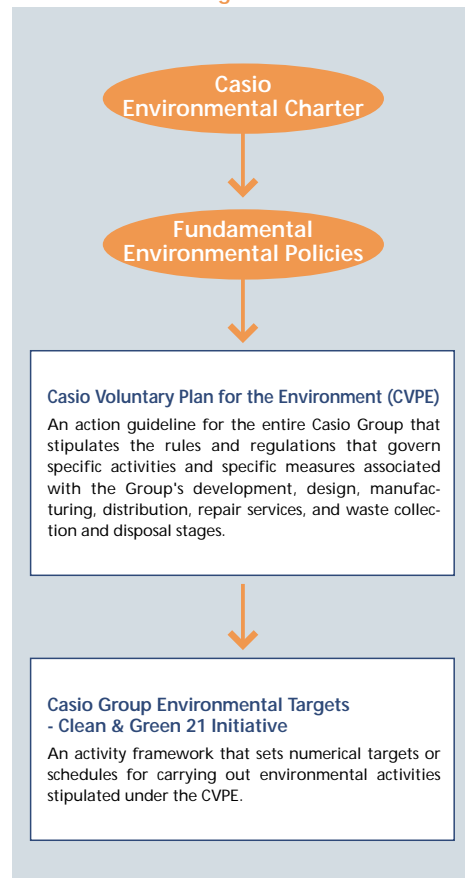 Casio
Environmental Charter
Fundamental
Environmental Policies
Casio Voluntary Plan for the Environment (CVPE)
An action guideline for the entire Casio Group that
stipulates the rules and regulations that govern
specific activities and specific measures associated
with the Group's development, design, manufac-
turing, distribution, repair services, and waste collec-
tion and disposal stages.
Casio Group Environmental Targets
- Clean & Green 21 Initiative
An activity framework that sets numerical targets or
schedules for carrying out environmental activities
stipulated under the CVPE.